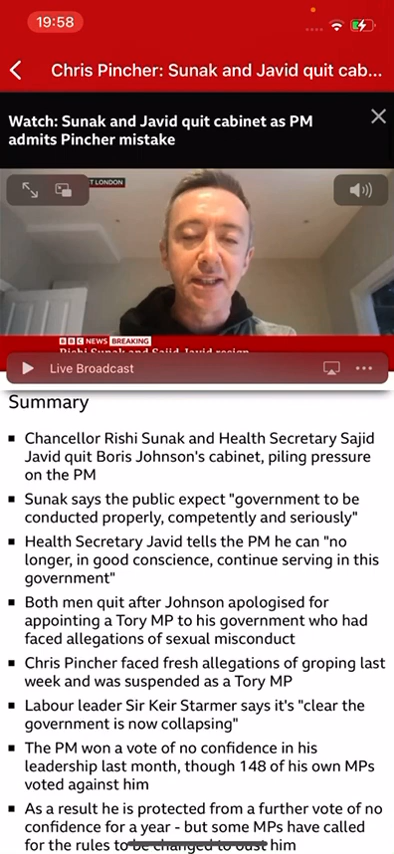 19:58
Chris Pincher: Sunak and Javid quit cab...
Watch: Sunak and Javid quit cabinet as PM
admits Pincher mistake
T LONDON
BBC NEWS BREAKING
Rishi Sunak and Sajid Javid resign
Live Broadcast
Summary
▪ Chancellor Rishi Sunak and Health Secretary Sajid
Javid quit Boris Johnson's cabinet, piling pressure
on the PM
▪ Sunak says the public expect "government to be
conducted properly, competently and seriously"
▪ Health Secretary Javid tells the PM he can "no
longer, in good conscience, continue serving in this
government"
▪ Both men quit after Johnson apologised for
appointing a Tory MP to his government who had
faced allegations of sexual misconduct
▪ Chris Pincher faced fresh allegations of groping last
week and was suspended as a Tory MP
▪ Labour leader Sir Keir Starmer says it's "clear the
government is now collapsing"
▪ The PM won a vote of no confidence in his
leadership last month, though 148 of his own MPs
voted against him
▪ As a result he is protected from a further vote of no
confidence for a year - but some MPs have called
for the rules to be changed to oust him